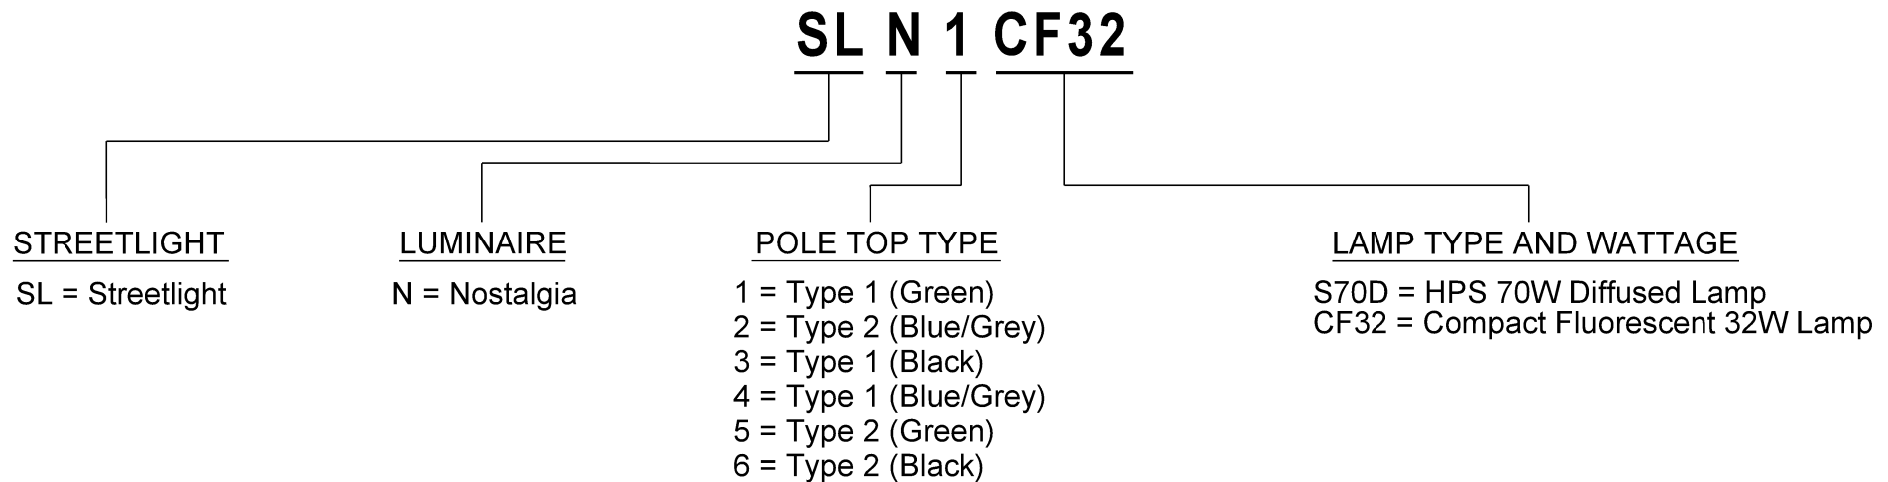 SL N 1 CF32
STREETLIGHT
SL = Streetlight
LUMINAIRE
N = Nostalgia
POLE TOP TYPE
1 = Type 1 (Green)
2 = Type 2 (Blue/Grey)
3 = Type 1 (Black)
4 = Type 1 (Blue/Grey)
5 = Type 2 (Green)
6 = Type 2 (Black)
LAMP TYPE AND WATTAGE
S70D = HPS 70W Diffused Lamp
CF32 = Compact Fluorescent 32W Lamp